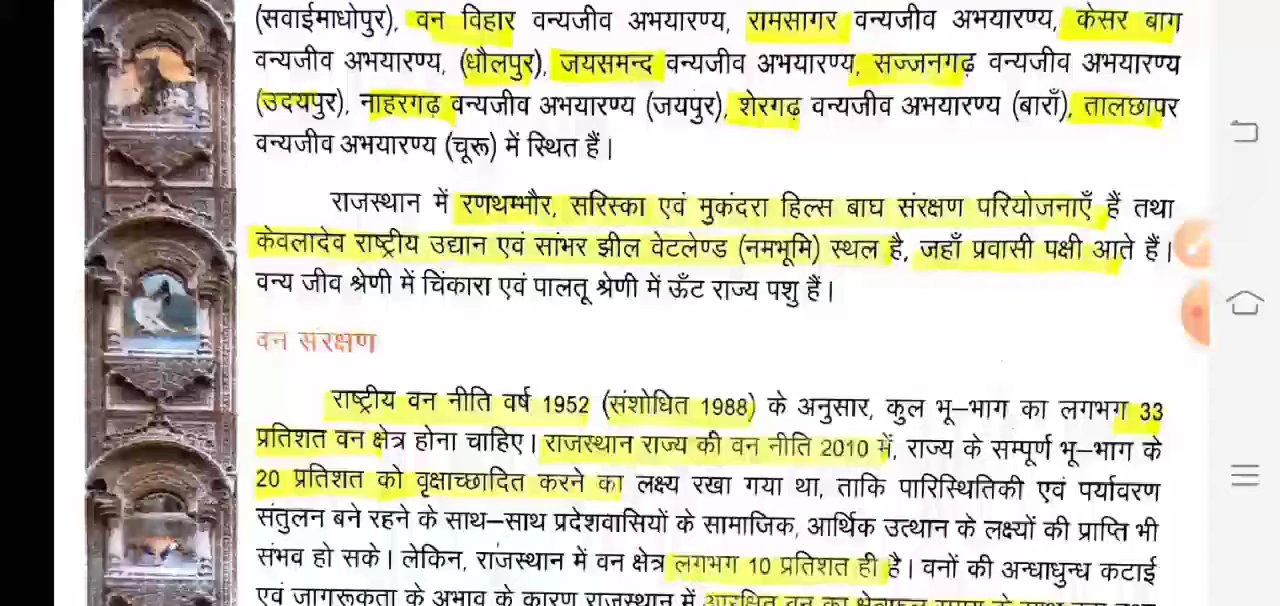 (सवाईमाधोपुर), वन विहार वन्यजीव अभयारण्य, रामसागर वन्यजीव अभयारण्य, केसर बाग
वन्यजीव अभयारण्य, (धौलपुर), जयसमन्द वन्यजीव अभयारण्य, सज्जनगढ़ वन्यजीव अभयारण्य
(उदयपुर), नाहरगढ़ वन्यजीव अभयारण्य (जयपुर), शेरगढ़ वन्यजीव अभयारण्य (बाराँ), तालछापर
वन्यजीव अभयारण्य (चूरू) में स्थित हैं।
राजस्थान में रणथम्भौर, सरिस्का एवं मुकंदरा हिल्स बाघ संरक्षण परियोजनाएँ हैं तथा
केवलादेव राष्ट्रीय उद्यान एवं सांभर झील वेटलेण्ड (नमभूमि) स्थल है, जहाँ प्रवासी पक्षी आते हैं।
वन्य जीव श्रेणी में चिंकारा एवं पालतू श्रेणी में ऊँट राज्य पशु हैं।
वन संरक्षण
राष्ट्रीय वन नीति वर्ष 1952 (संशोधित 1988) के अनुसार, कुल भू–भाग का लगभग 33
प्रतिशत वन क्षेत्र होना चाहिए। राजस्थान राज्य की वन नीति 2010 में, राज्य के सम्पूर्ण भू–भाग के
20 प्रतिशत को वृक्षाच्छादित करने का लक्ष्य रखा गया था, ताकि पारिस्थितिकी एवं पर्यावरण
संतुलन बने रहने के साथ–साथ प्रदेशवासियों के सामाजिक, आर्थिक उत्थान के लक्ष्यों की प्राप्ति भी
संभव हो सके। लेकिन, राजस्थान में वन क्षेत्र लगभग 10 प्रतिशत ही है। वनों की अन्धाधुन्ध कटाई
एवं जागरूकता के अभाव के कारण राजस्थान में आरक्षित वन का क्षेत्रफल